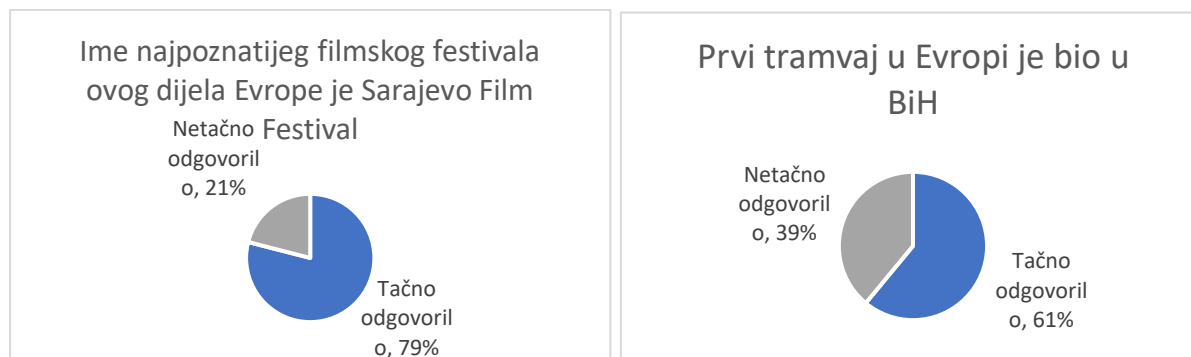 Ime najpoznatijeg filmskog festivala
ovog dijela Evrope je Sarajevo Film
Festival
Netačno
odgovoril
o, 21%
Tačno
odgovoril
o, 79%
Prvi tramvaj u Evropi je bio u
BiH
Netačno
odgovoril
o, 39%
Tačno
odgovoril
o, 61%